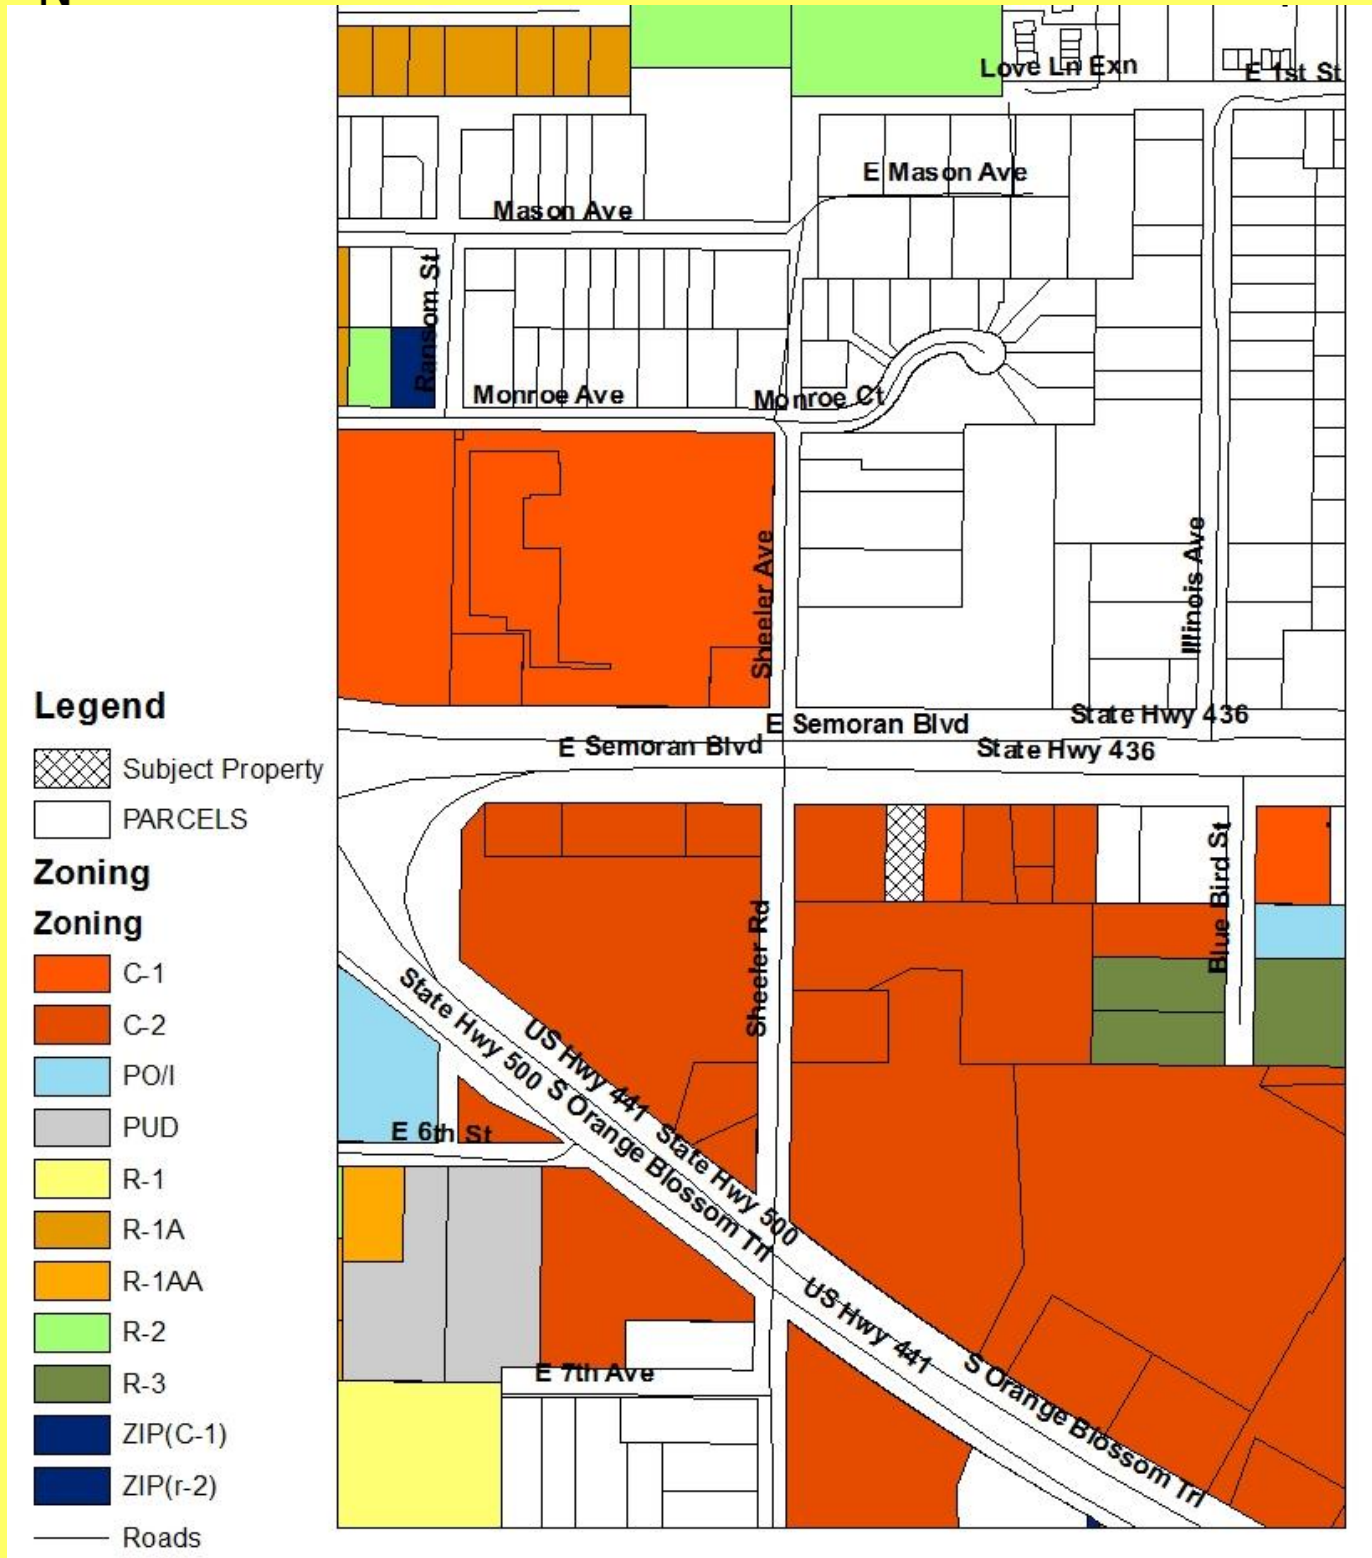 Love Ln Exn
E 1st St
E Mason Ave
Mason Ave
Ransom St
Monroe Ave
Monroe Ct
Sheeler Ave
Illinois Ave
E Semoran Blvd
State Hwy 436
E Semoran Blvd
State Hwy 436
Legend
Subject Property
PARCELS
Zoning
Zoning
C-1
C-2
PO/I
PUD
R-1
R-1A
R-1AA
R-2
R-3
ZIP(C-1)
ZIP(r-2)
Roads
Blue Bird St
Sheeler Rd
State Hwy 500
US Hwy 441
S Orange Blossom Trl
State Hwy 500
E 6th St
US Hwy 441
S Orange Blossom Trl
E 7th Ave